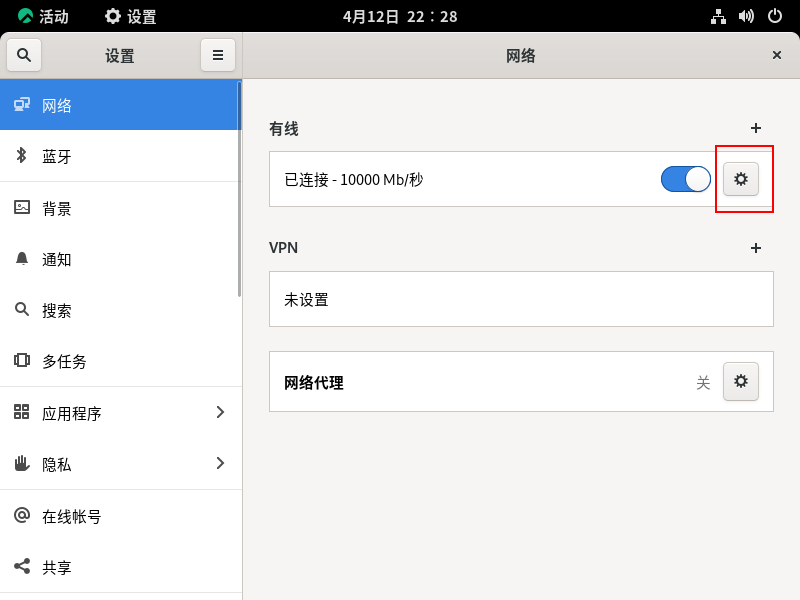 活动 设置 4月12日 22：28
设置 网络
网络
蓝牙
背景
通知
搜索
多任务
应用程序
隐私
在线帐号
共享
有线
已连接 - 10000 Mb/秒
VPN
未设置
网络代理 关